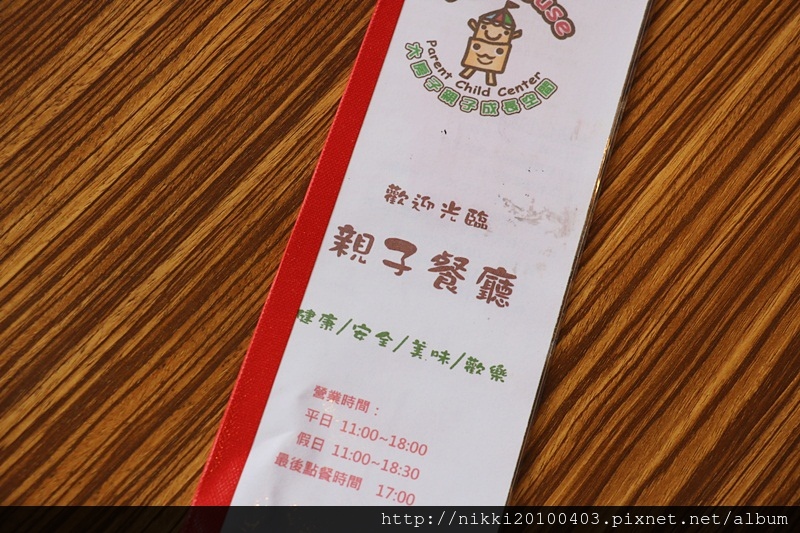 Parent Child Center
木房子親子成長空間
歡迎光臨
親子餐廳
健康/安全/美味/歡樂
營業時間：
平日 11:00~18:00
假日 11:00~18:30
最後點餐時間 17:00
http://nikki20100403.pixnet.net/album